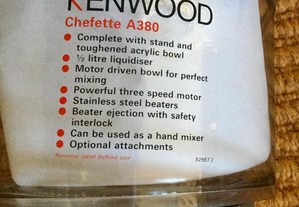 KENWOOD
Chefette A380
• Complete with stand and
toughened acrylic bowl
• ½ litre liquidiser
• Motor driven bowl for perfect
mixing
• Powerful three speed motor
• Stainless steel beaters
• Beater ejection with safety
interlock
• Can be used as a hand mixer
• Optional attachments
Remove label before use
82987 2